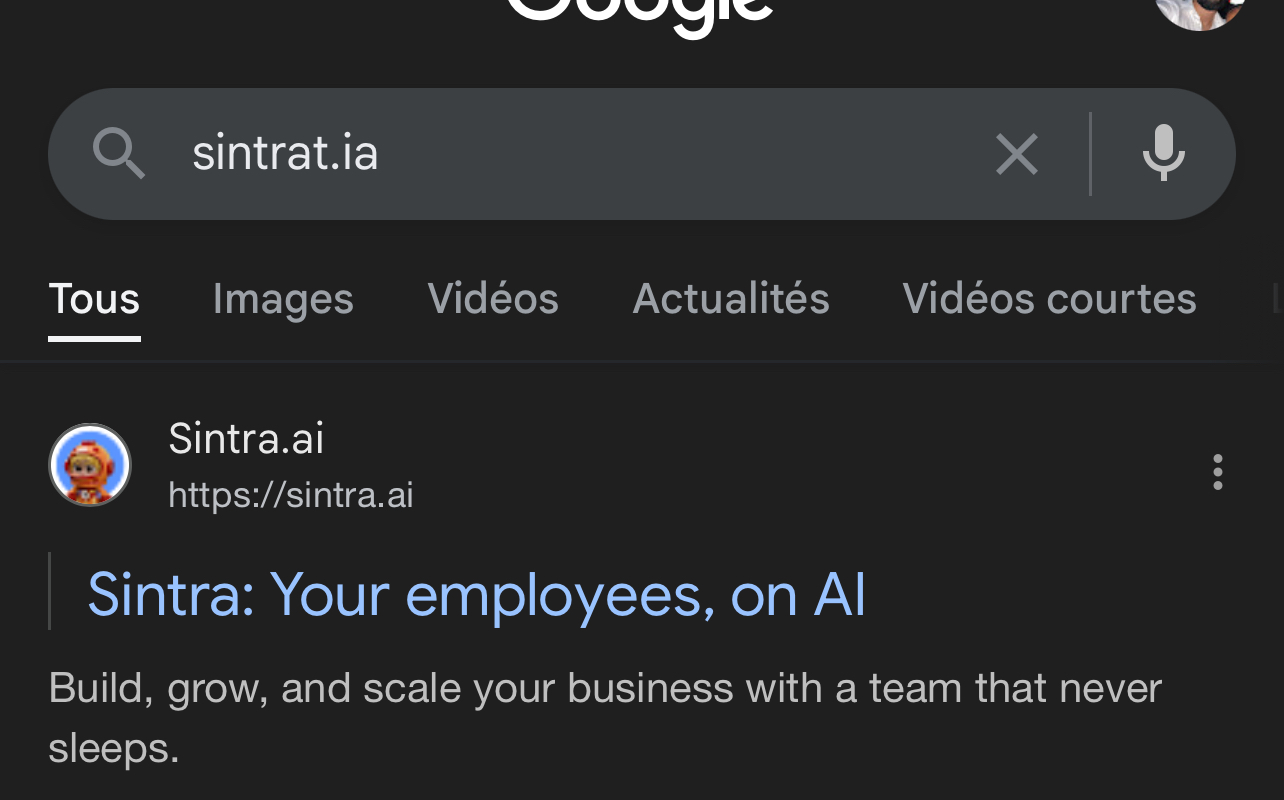 Google
sintrat.ia
Tous Images Vidéos Actualités Vidéos courtes
Sintra.ai
https://sintra.ai
Sintra: Your employees, on AI
Build, grow, and scale your business with a team that never
sleeps.